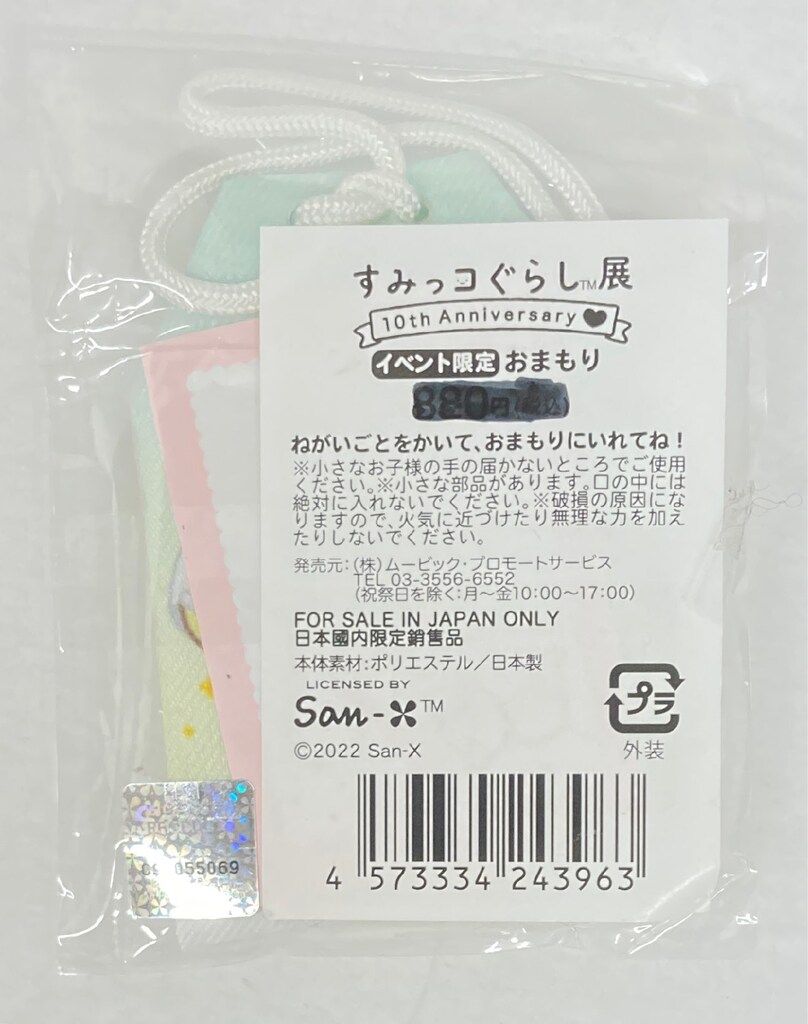 すみっコぐらし™展
10th Anniversary
イベント限定 おまもり
880円(税込)
ねがいごとをかいて、おまもりにいれてね！
※小さなお子様の手の届かないところでご使用
ください。※小さな部品があります。口の中には
絶対に入れないでください。※破損の原因にな
りますので、火気に近づけたり無理な力を加え
たりしないでください。
発売元：(株)ムービック・プロモートサービス
TEL 03-3556-6552
(祝祭日を除く：月～金10:00～17:00)
FOR SALE IN JAPAN ONLY
日本國内限定銷售品
本体素材：ポリエステル／日本製
LICENSED BY
San-X™
©2022 San-X
プラ
外装
055069
4 573334 243963